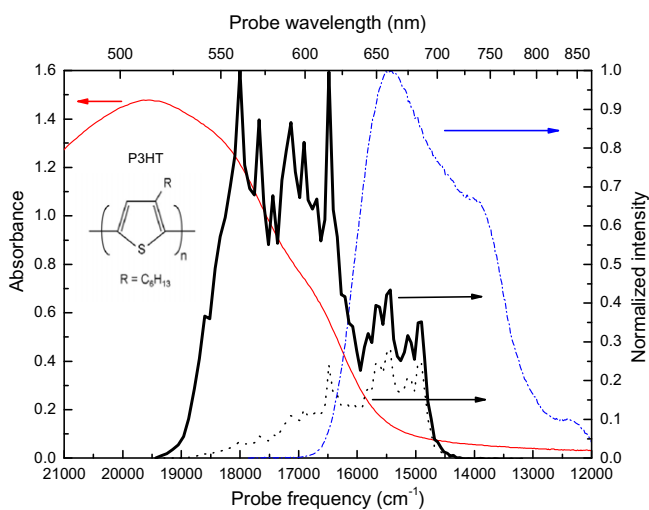 Probe wavelength (nm)
500 550 600 650 700 750 800 850
1.6 1.0
1.4 0.9
1.2 0.8
1.0 0.7
0.8 0.6
0.6 0.5
0.4 0.4
0.2 0.3
0.0 0.2
0.1
0.0
Absorbance
Normalized intensity
P3HT
R
S
n
R = C6H13
21000 20000 19000 18000 17000 16000 15000 14000 13000 12000
Probe frequency (cm⁻¹)